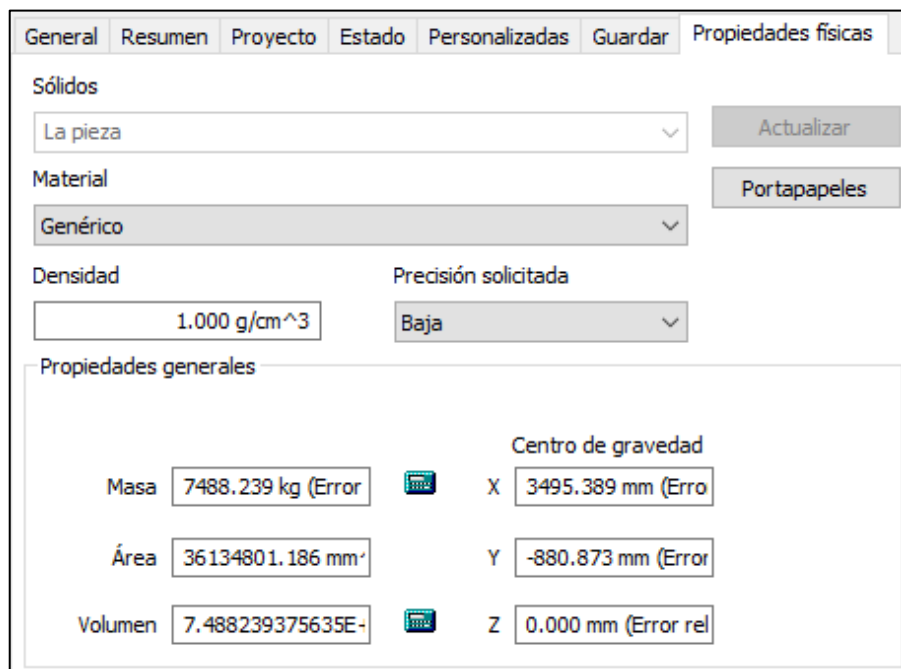 General Resumen Proyecto Estado Personalizadas Guardar Propiedades físicas
Sólidos
La pieza
Actualizar
Material
Portapapeles
Genérico
Densidad Precisión solicitada
1.000 g/cm^3 Baja
Propiedades generales
Centro de gravedad
Masa 7488.239 kg (Error X 3495.389 mm (Erro
Área 36134801.186 mm^ Y -880.873 mm (Error
Volumen 7.488239375635E+ Z 0.000 mm (Error rel